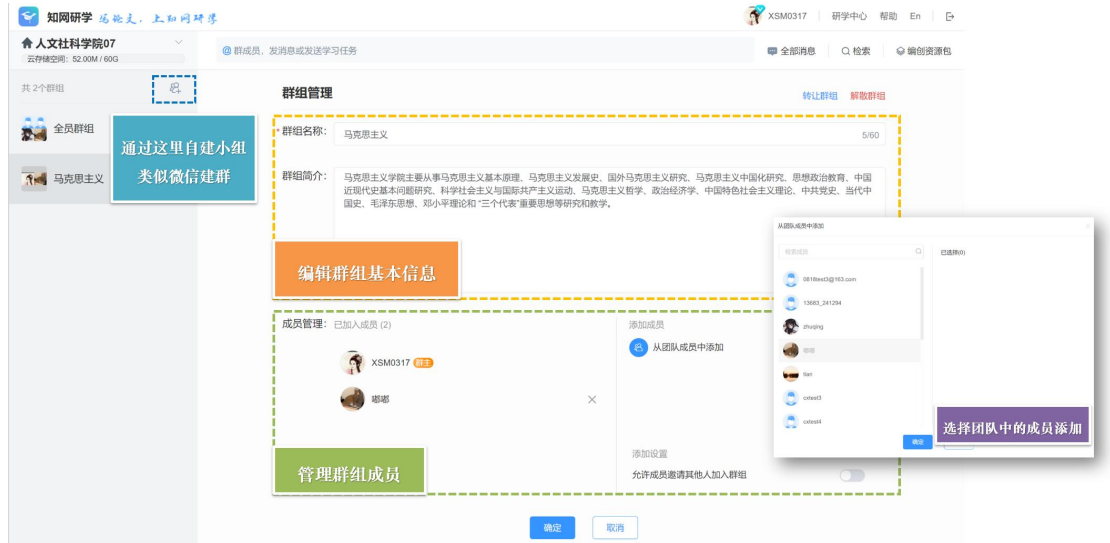 知网研学 写论文，上知网研学
XSM0317 研学中心 帮助 En
人文社科学院07
云存储空间：52.00M / 60G
@ 群成员，发消息或发送学习任务
全部消息 检索 编创资源包
共 2个群组
群组管理
转让群组 解散群组
全员群组
马克思主义
通过这里自建小组
类似微信建群
* 群组名称：
马克思主义
5/60
群组简介：
马克思主义学院主要从事马克思主义基本原理、马克思主义发展史、国外马克思主义研究、马克思主义中国化研究、思想政治教育、中国
近现代史基本问题研究、科学社会主义与国际共产主义运动、马克思主义哲学、政治经济学、中国特色社会主义理论、中共党史、当代中
国史、毛泽东思想、邓小平理论和 “三个代表”重要思想等研究和教学。
编辑群组基本信息
成员管理： 已加入成员 (2)
XSM0317 群主
嘟嘟
管理群组成员
添加成员
从团队成员中添加
添加设置
允许成员邀请其他人加入群组
确定 取消
从团队成员中添加
检索成员
已选择(0)
0818test3@163.com
13683_241294
zhuqing
嘟嘟
tian
cxtest3
cxtest4
确定
选择团队中的成员添加